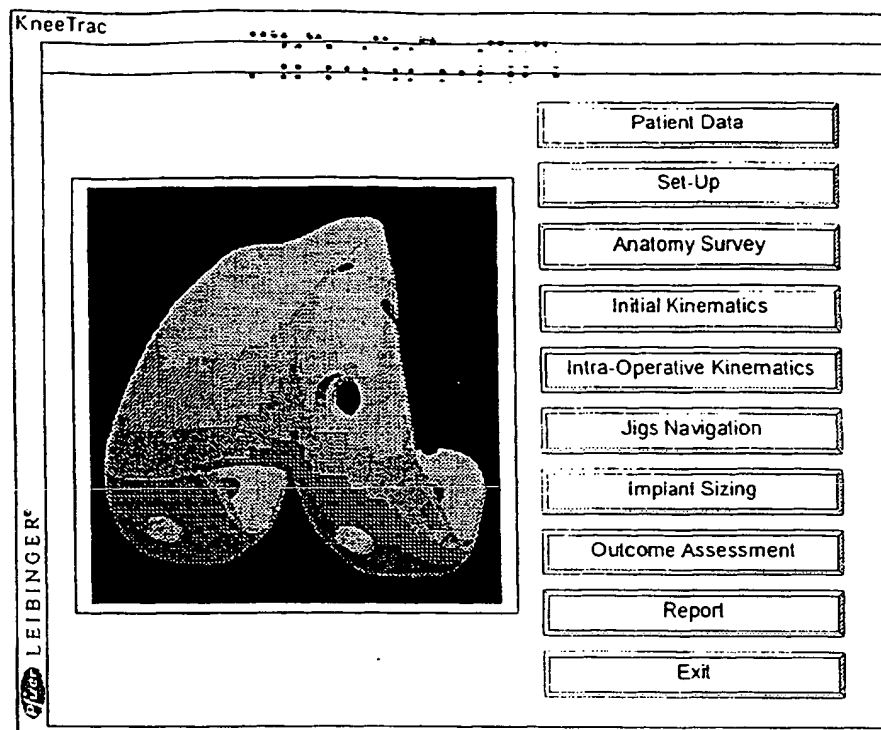 KneeTrac
Patient Data
Set-Up
Anatomy Survey
Initial Kinematics
Intra-Operative Kinematics
Jigs Navigation
Implant Sizing
Outcome Assessment
Report
Exit
Pfizer LEIBINGER®